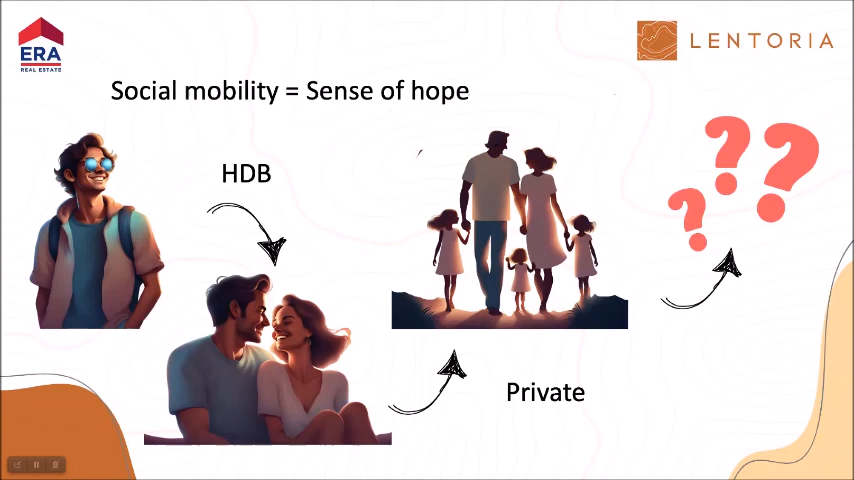 ERA
REAL ESTATE
LENTORIA
Social mobility = Sense of hope
HDB
???
Private